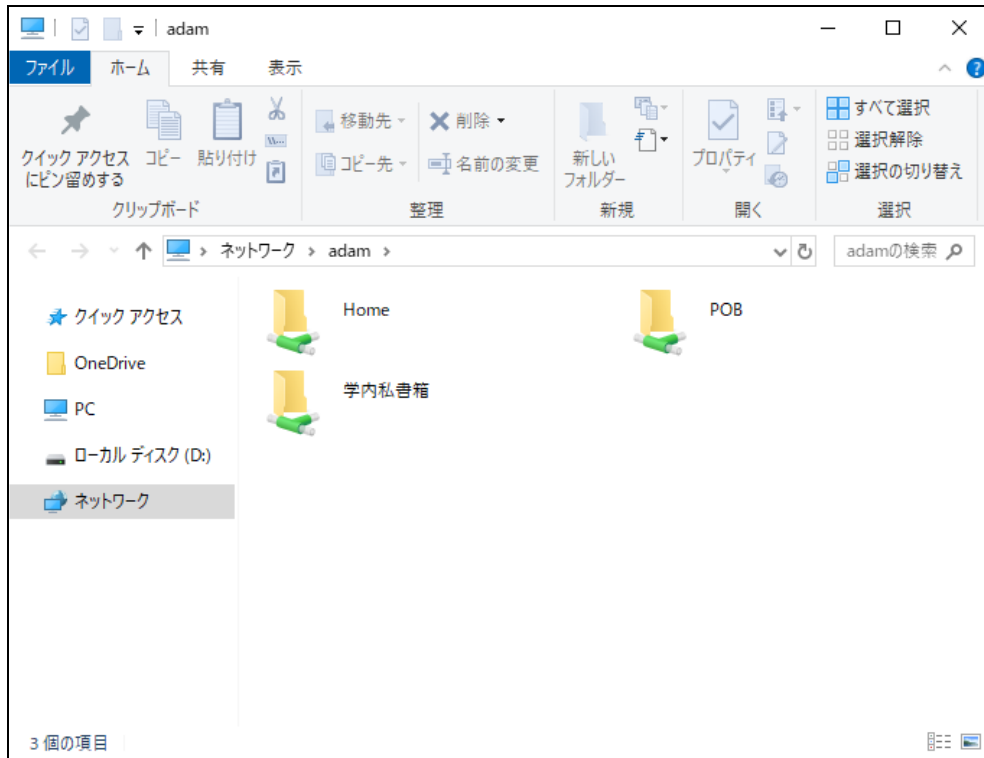 adam
ファイル ホーム 共有 表示
クイック アクセス
にピン留めする
コピー 貼り付け
移動先
コピー先
削除
名前の変更
新しい
フォルダー
プロパティ
すべて選択
選択解除
選択の切り替え
クリップボード 整理 新規 開く 選択
ネットワーク adam adamの検索
クイック アクセス
OneDrive
PC
ローカル ディスク (D:)
ネットワーク
Home
POB
学内私書箱
3 個の項目